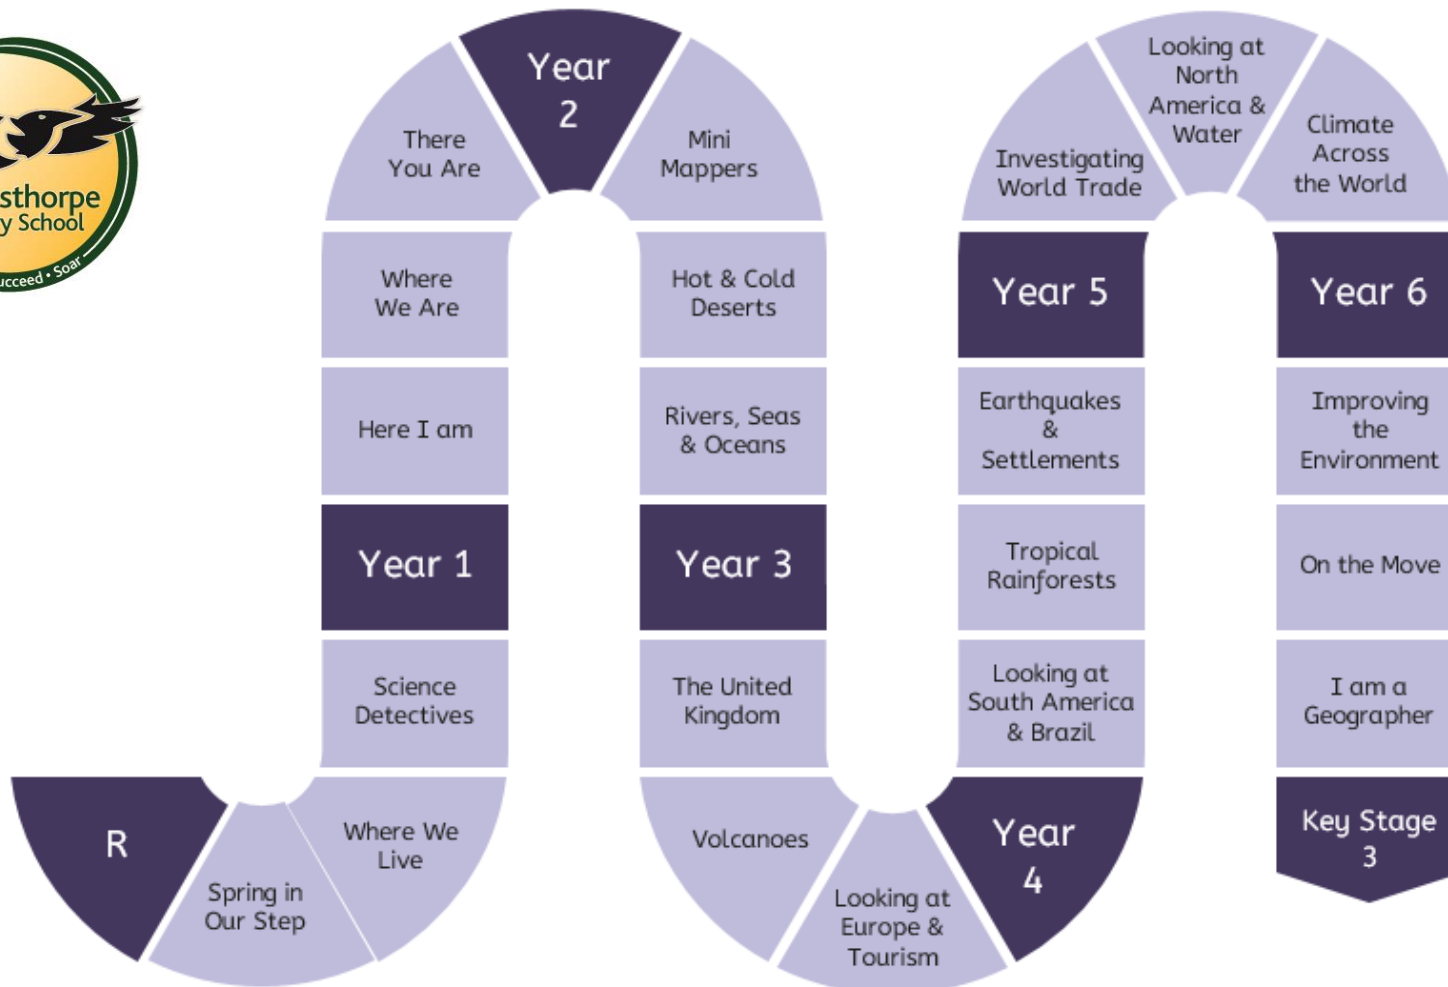 sthorpe
y School
ucceed • Soar
R
Spring in
Our Step
Where We
Live
Science
Detectives
Year 1
Here I am
Where
We Are
There
You Are
Year
2
Mini
Mappers
Hot & Cold
Deserts
Rivers, Seas
& Oceans
Year 3
The United
Kingdom
Volcanoes
Looking at
Europe &
Tourism
Year
4
Looking at
South America
& Brazil
Tropical
Rainforests
Earthquakes
&
Settlements
Year 5
Investigating
World Trade
Looking at
North
America &
Water
Climate
Across
the World
Year 6
Improving
the
Environment
On the Move
I am a
Geographer
Key Stage
3